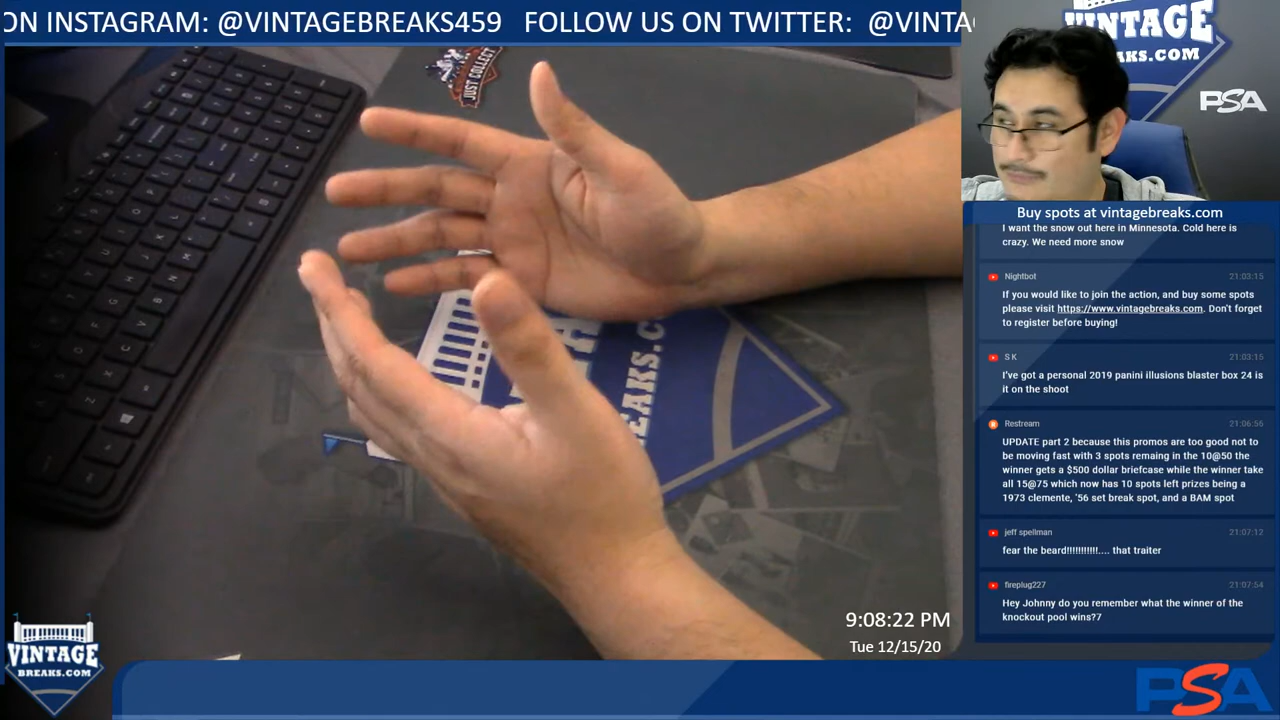 ON INSTAGRAM: @VINTAGEBREAKS459 FOLLOW US ON TWITTER: @VINTA
JUST COLLECT
VINTAGE
AKS.COM
PSA
Buy spots at vintagebreaks.com
I want the snow out here in Minnesota. Cold here is
crazy. We need more snow
Nightbot 21:03:15
If you would like to join the action, and buy some spots
please visit https://www.vintagebreaks.com. Don't forget
to register before buying!
S K 21:03:15
I've got a personal 2019 panini illusions blaster box 24 is
it on the shoot
Restream 21:06:56
UPDATE part 2 because this promos are too good not to
be moving fast with 3 spots remaing in the 10@50 the
winner gets a $500 dollar briefcase while the winner take
all 15@75 which now has 10 spots left prizes being a
1973 clemente, '56 set break spot, and a BAM spot
jeff spellman 21:07:12
fear the beard!!!!!!!!!!!.... that traiter
fireplug227 21:07:54
Hey Johnny do you remember what the winner of the
knockout pool wins?7
EAKS.C
9:08:22 PM
Tue 12/15/20
VINTAGE
BREAKS.COM
PSA